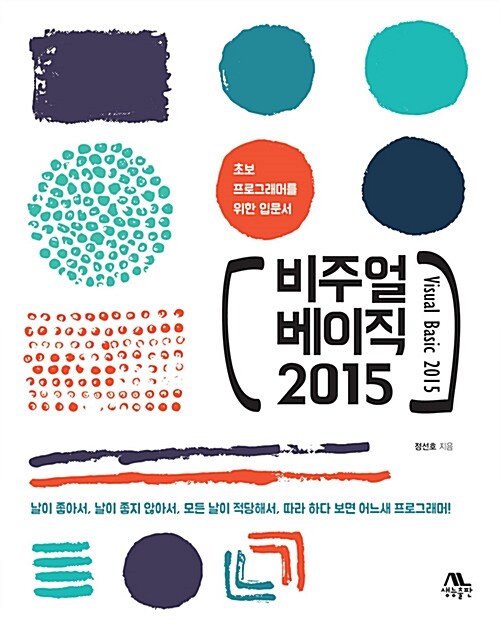 초보
프로그래머를
위한 입문서
비주얼
베이직
2015
Visual Basic 2015
정선호 지음
날이 좋아서, 날이 좋지 않아서, 모든 날이 적당해서, 따라 하다 보면 어느새 프로그래머!
생능출판